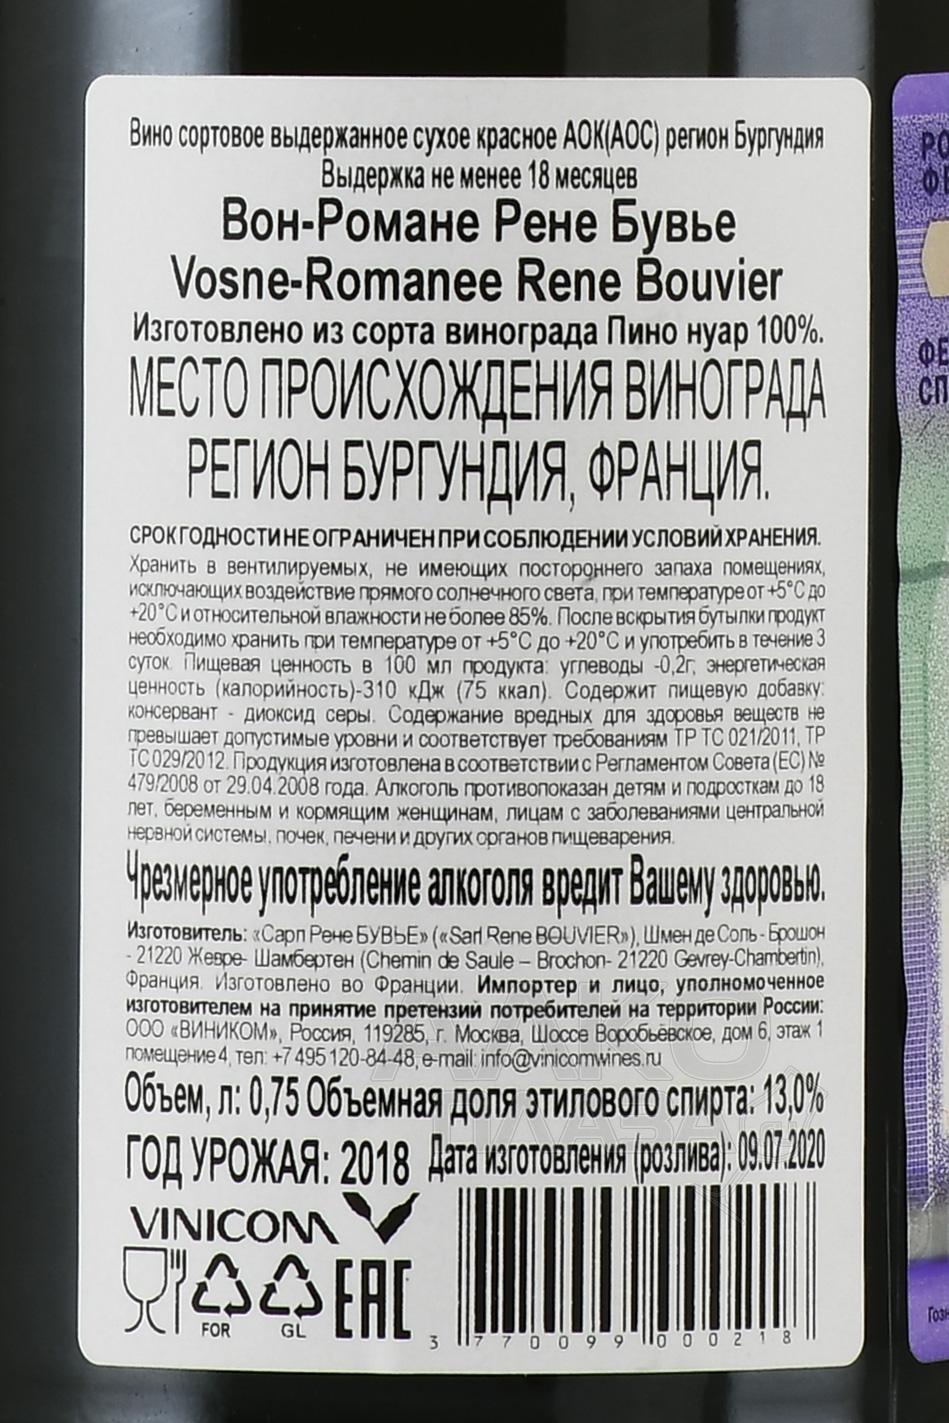 Вино сортовое выдержанное сухое красное АОК(АОС) регион Бургундия
Выдержка не менее 18 месяцев
Вон-Романе Рене Бувье
Vosne-Romanee Rene Bouvier
Изготовлено из сорта винограда Пино нуар 100%.
МЕСТО ПРОИСХОЖДЕНИЯ ВИНОГРАДА
РЕГИОН БУРГУНДИЯ, ФРАНЦИЯ.
СРОК ГОДНОСТИ НЕ ОГРАНИЧЕН ПРИ СОБЛЮДЕНИИ УСЛОВИЙ ХРАНЕНИЯ.
Хранить в вентилируемых, не имеющих постороннего запаха помещениях,
исключающих воздействие прямого солнечного света, при температуре от +5°С до
+20°С и относительной влажности не более 85%. После вскрытия бутылки продукт
необходимо хранить при температуре от +5°С до +20°С и употребить в течение 3
суток. Пищевая ценность в 100 мл продукта: углеводы -0,2г; энергетическая
ценность (калорийность)-310 кДж (75 ккал). Содержит пищевую добавку:
консервант - диоксид серы. Содержание вредных для здоровья веществ не
превышает допустимые уровни и соответствует требованиям ТР ТС 021/2011, ТР
ТС 029/2012. Продукция изготовлена в соответствии с Регламентом Совета (ЕС) №
479/2008 от 29.04.2008 года. Алкоголь противопоказан детям и подросткам до 18
лет, беременным и кормящим женщинам, лицам с заболеваниями центральной
нервной системы, почек, печени и других органов пищеварения.
Чрезмерное употребление алкоголя вредит Вашему здоровью.
Изготовитель: «Сарл Рене БУВЬЕ» («Sarl Rene BOUVIER»), Шмен де Соль - Брошон
- 21220 Жевре- Шамбертен (Chemin de Saule – Brochon- 21220 Gevrey-Chambertin),
Франция. Изготовлено во Франции. Импортер и лицо, уполномоченное
изготовителем на принятие претензий потребителей на территории России:
ООО «ВИНИКОМ», Россия, 119285, г. Москва, Шоссе Воробьёвское, дом 6, этаж 1
помещение 4, тел: +7 495 120-84-48, e-mail: info@vinicomwines.ru
Объем, л: 0,75 Объемная доля этилового спирта: 13,0%
ГОД УРОЖАЯ: 2018 Дата изготовления (розлива): 09.07.2020
VINICOM
FOR GL EAC
3 770099 000218